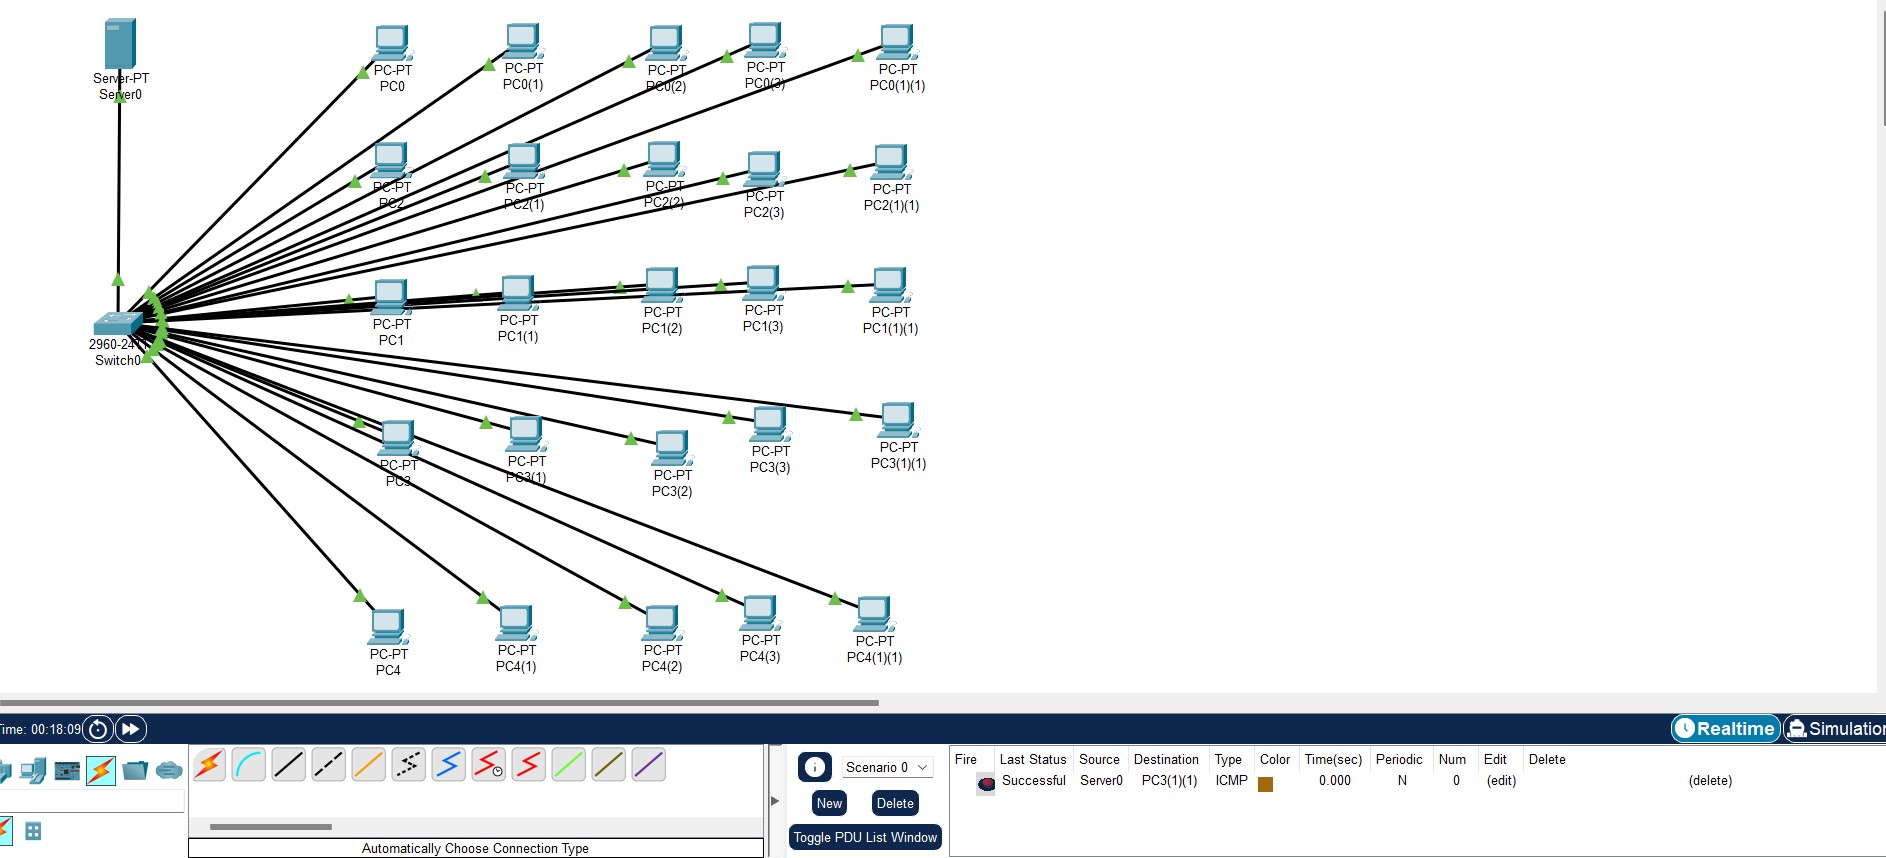 Server-PT
Server0
PC-PT
PC0
PC-PT
PC0(1)
PC-PT
PC0(2)
PC-PT
PC0(3)
PC-PT
PC0(1)(1)
PC-PT
PC2
PC-PT
PC2(1)
PC-PT
PC2(2)
PC-PT
PC2(3)
PC-PT
PC2(1)(1)
PC-PT
PC1
PC-PT
PC1(1)
PC-PT
PC1(2)
PC-PT
PC1(3)
PC-PT
PC1(1)(1)
Switch0
PC-PT
PC3
PC-PT
PC3(1)
PC-PT
PC3(2)
PC-PT
PC3(3)
PC-PT
PC3(1)(1)
PC-PT
PC4
PC-PT
PC4(1)
PC-PT
PC4(2)
PC-PT
PC4(3)
PC-PT
PC4(1)(1)
Time: 00:18:09
Realtime
Simulation
Automatically Choose Connection Type
Scenario 0
New
Delete
Toggle PDU List Window
Fire Last Status Source Destination Type Color Time(sec) Periodic Num Edit Delete
Successful Server0 PC3(1)(1) ICMP 0.000 N 0 (edit) (delete)